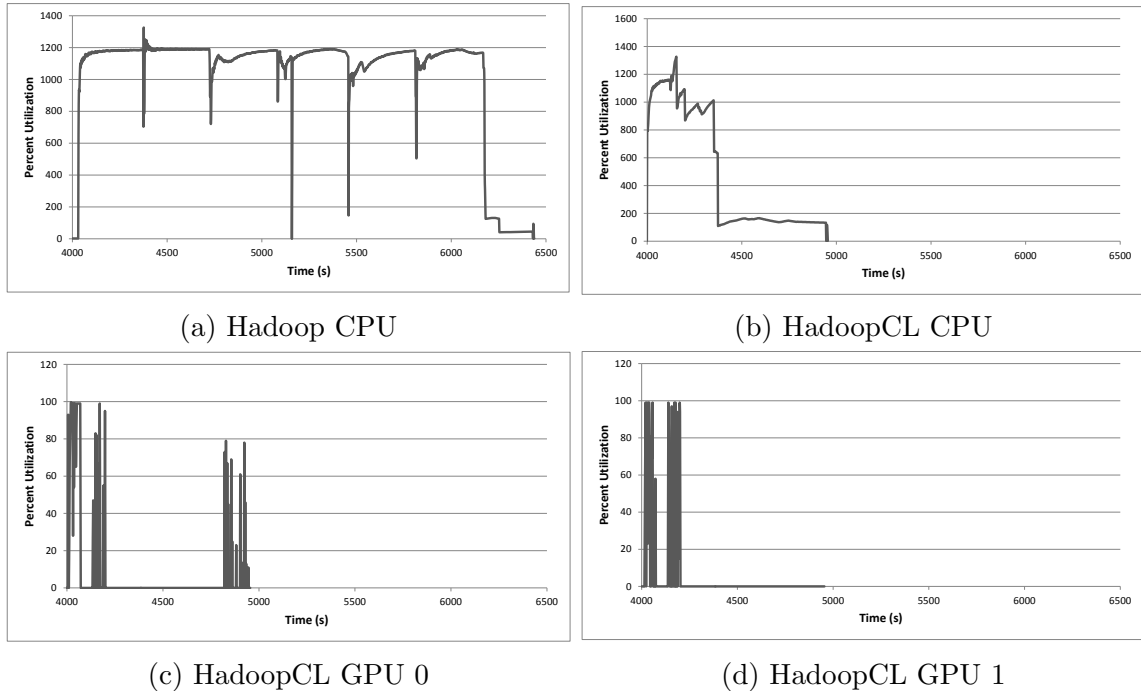 1400
1200
1000
800
600
400
200
0
Percent Utilization
4000 4500 5000 5500 6000 6500
Time (s)
(a) Hadoop CPU
1600
1400
1200
1000
800
600
400
200
0
Percent Utilization
4000 4500 5000 5500 6000 6500
Time (s)
(b) HadoopCL CPU
120
100
80
60
40
20
0
Percent Utilization
4000 4500 5000 5500 6000 6500
Time (s)
(c) HadoopCL GPU 0
120
100
80
60
40
20
0
Percent Utilization
4000 4500 5000 5500 6000 6500
Time (s)
(d) HadoopCL GPU 1